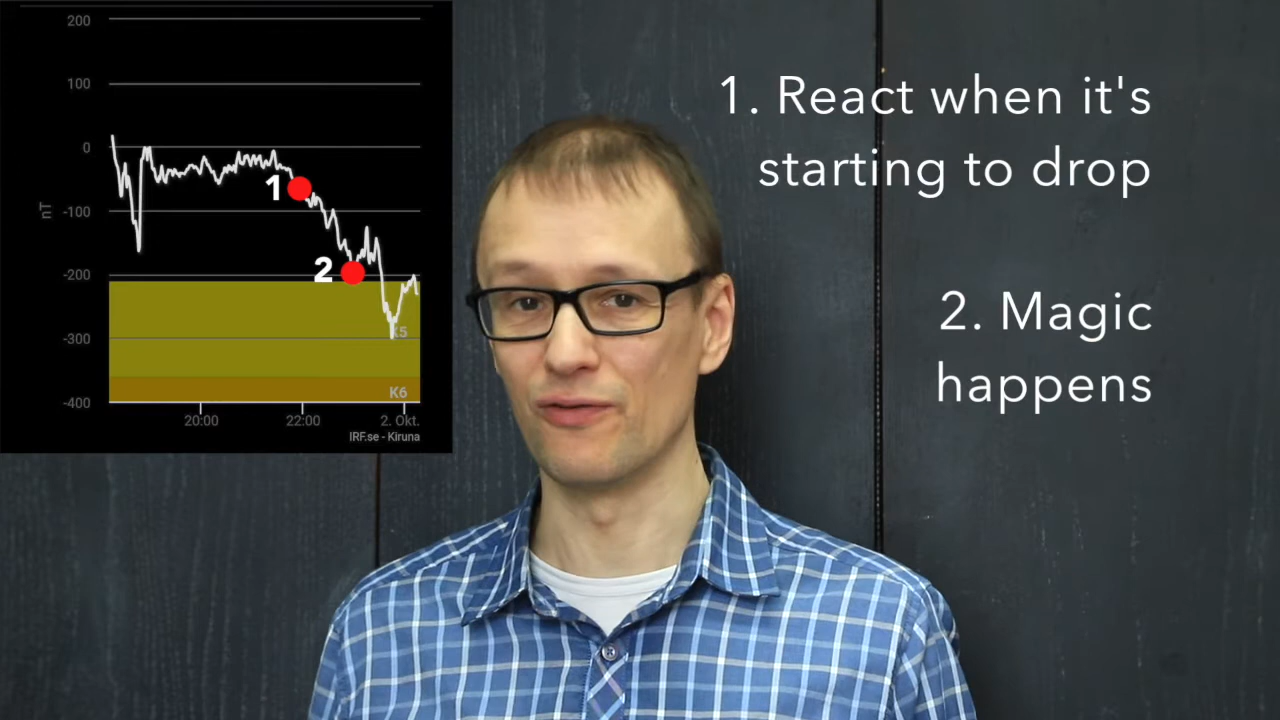 200
100
0
-100
-200
-300
-400
nT
1
2
K5
K6
20:00
22:00
2. Okt.
IRF.se - Kiruna
1. React when it's
starting to drop
2. Magic
happens